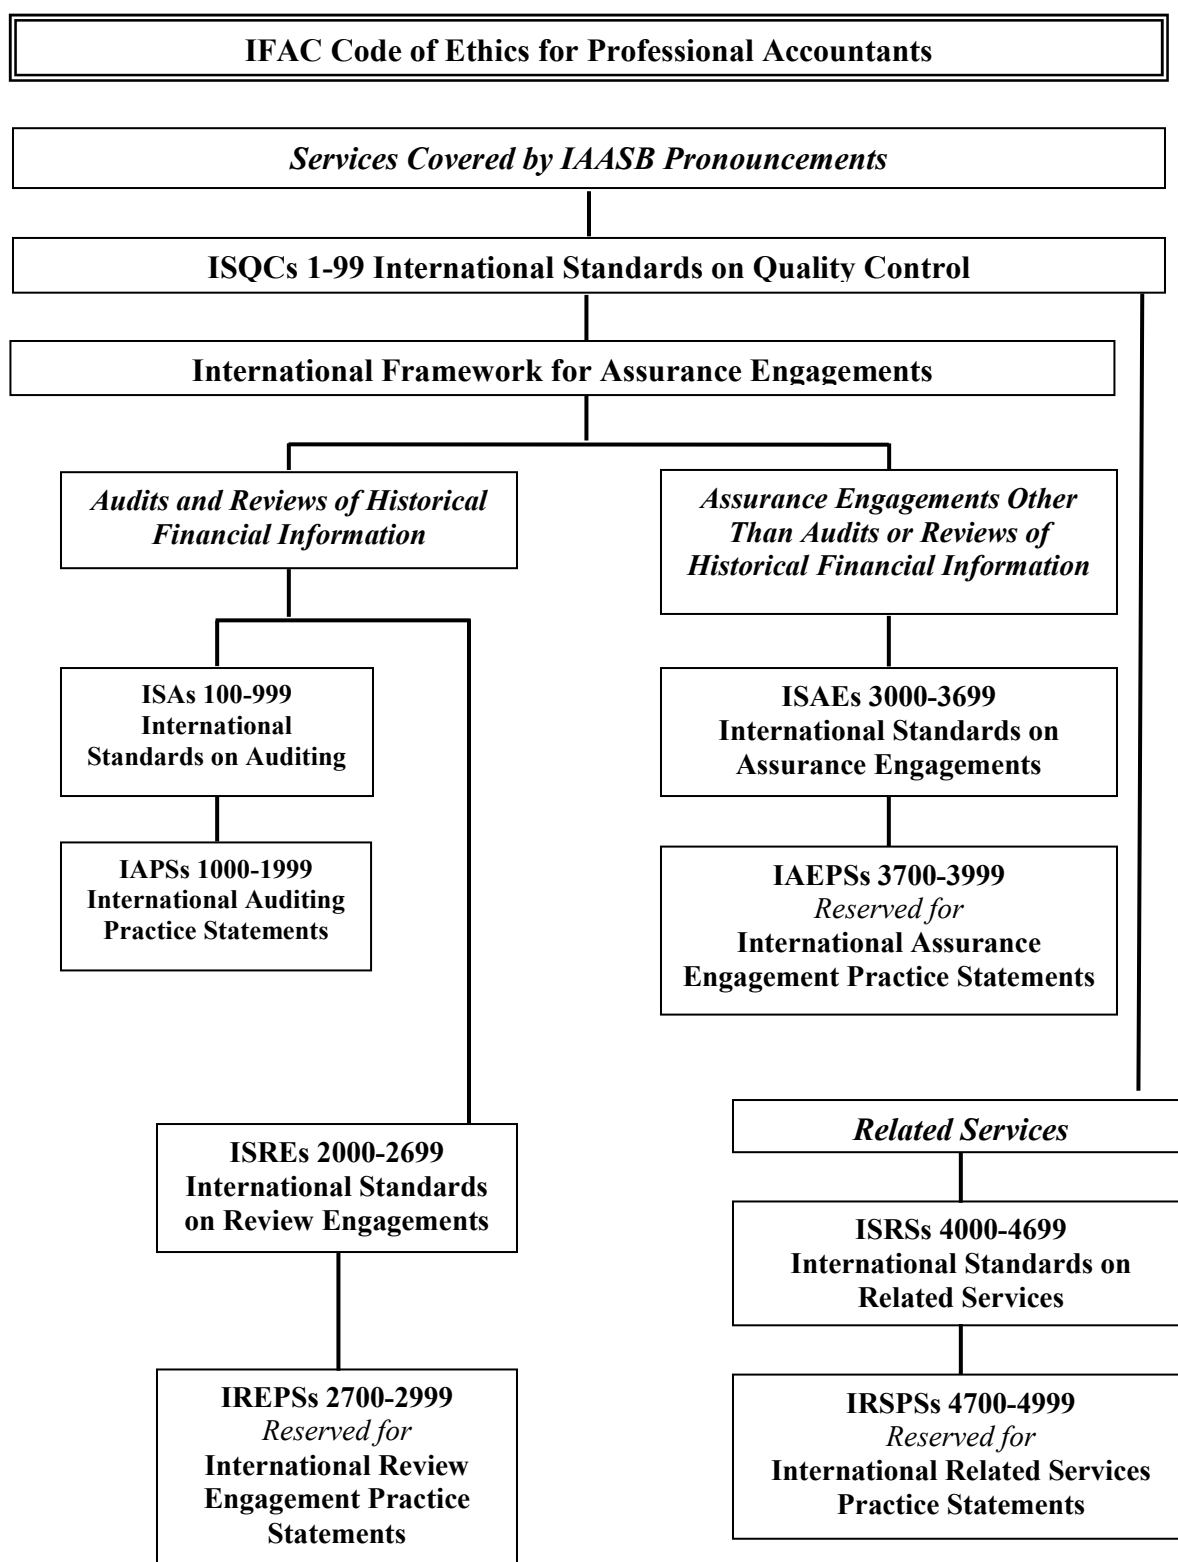 IFAC Code of Ethics for Professional Accountants
Services Covered by IAASB Pronouncements
ISQCs 1-99 International Standards on Quality Control
International Framework for Assurance Engagements
Audits and Reviews of Historical
Financial Information
Assurance Engagements Other
Than Audits or Reviews of
Historical Financial Information
ISAs 100-999
International
Standards on Auditing
ISAEs 3000-3699
International Standards on
Assurance Engagements
IAPSs 1000-1999
International Auditing
Practice Statements
IAEPSs 3700-3999
Reserved for
International Assurance
Engagement Practice Statements
ISREs 2000-2699
International Standards
on Review Engagements
Related Services
ISRSs 4000-4699
International Standards on
Related Services
IREPSs 2700-2999
Reserved for
International Review
Engagement Practice
Statements
IRSPSs 4700-4999
Reserved for
International Related Services
Practice Statements